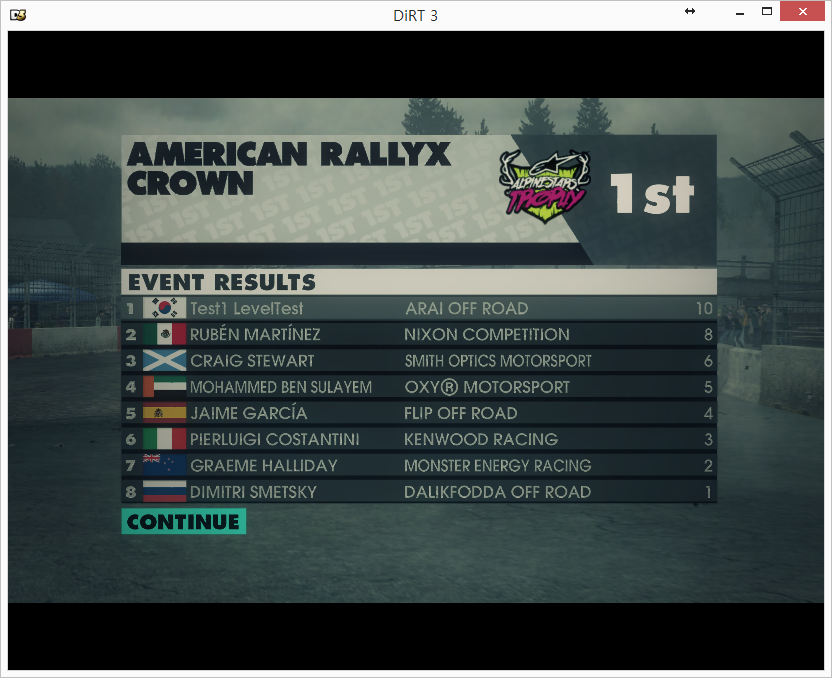 DiRT 3
AMERICAN RALLYX
CROWN
ALPINESTARS
TROPHY
1st
EVENT RESULTS
1 Test1 LevelTest ARAI OFF ROAD 10
2 RUBÉN MARTÍNEZ NIXON COMPETITION 8
3 CRAIG STEWART SMITH OPTICS MOTORSPORT 6
4 MOHAMMED BEN SULAYEM OXY® MOTORSPORT 5
5 JAIME GARCÍA FLIP OFF ROAD 4
6 PIERLUIGI COSTANTINI KENWOOD RACING 3
7 GRAEME HALLIDAY MONSTER ENERGY RACING 2
8 DIMITRI SMETSKY DALIKFODDA OFF ROAD 1
CONTINUE